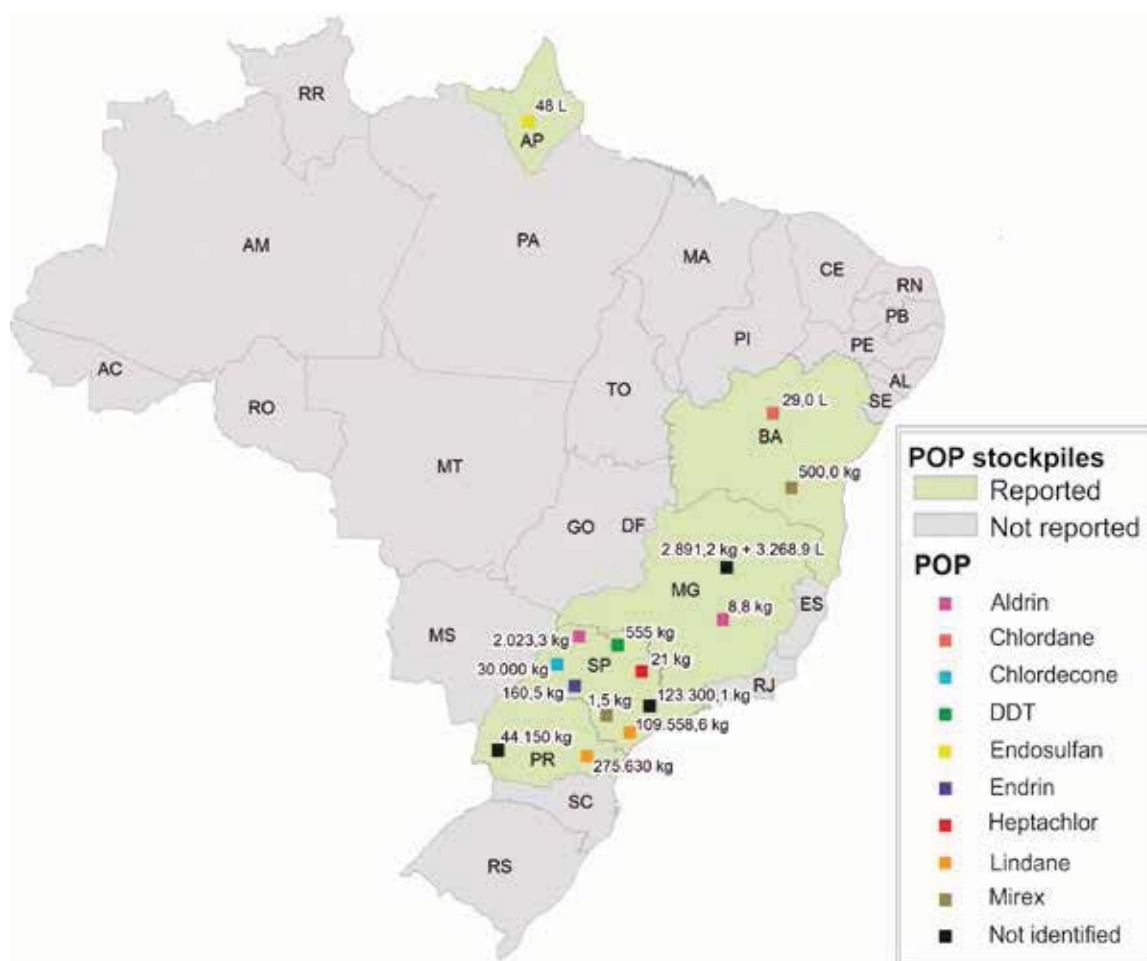 RR
48 L
AP
AM
PA
MA
CE
RN
PB
PI
PE
AC
TO
AL
SE
RO
29,0 L
BA
MT
500,0 kg
GO
DF
2.891,2 kg + 3.268.9 L
MG
8,8 kg
ES
MS
2.023,3 kg
555 kg
SP
21 kg
30.000 kg
RJ
160,5 kg
1,5 kg
123.300,1 kg
109.558,6 kg
44.150 kg
PR
275.630 kg
SC
RS
POP stockpiles
Reported
Not reported
POP
Aldrin
Chlordane
Chlordecone
DDT
Endosulfan
Endrin
Heptachlor
Lindane
Mirex
Not identified